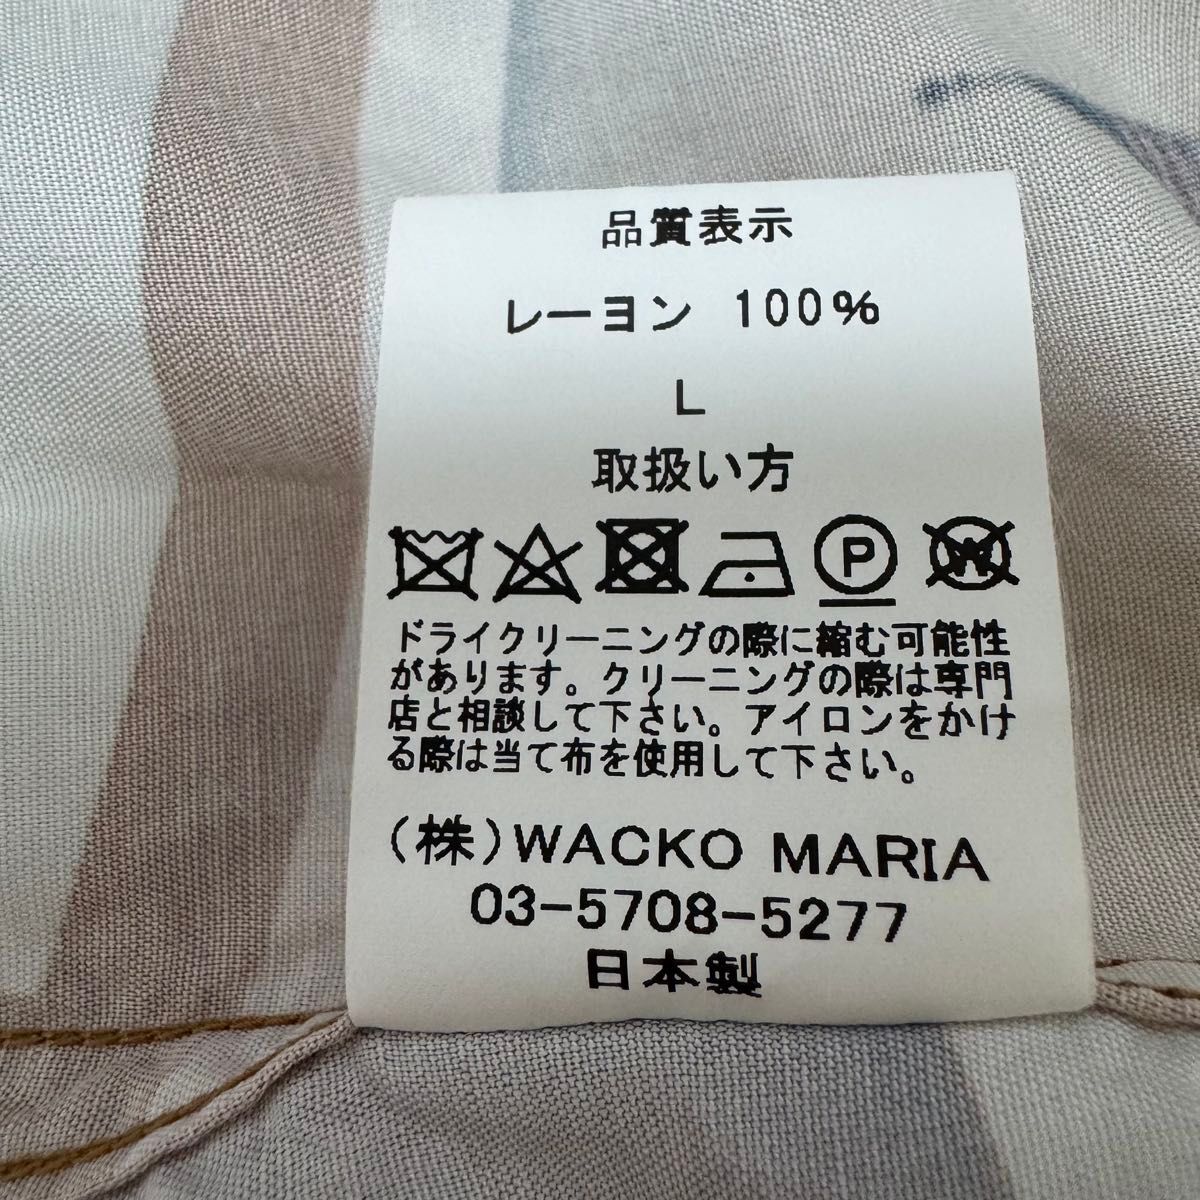 品質表示
レーヨン 100%
L
取扱い方
P W
ドライクリーニングの際に縮む可能性
があります。クリーニングの際は専門
店と相談して下さい。アイロンをかけ
る際は当て布を使用して下さい。
(株)WACKO MARIA
03-5708-5277
日本製